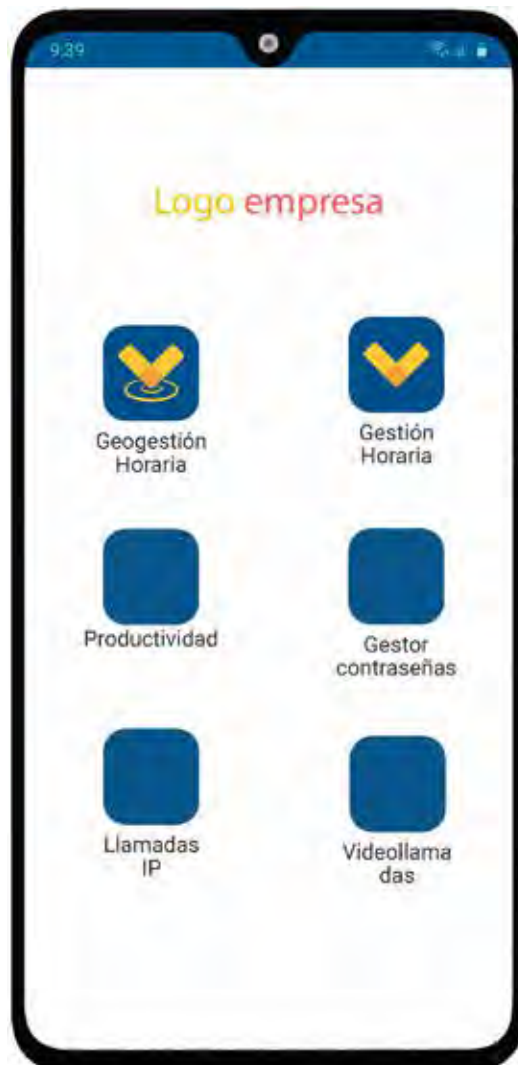 9:39
Logo empresa
Geogestión
Horaria
Gestión
Horaria
Productividad
Gestor
contraseñas
Llamadas
IP
Videollama
das